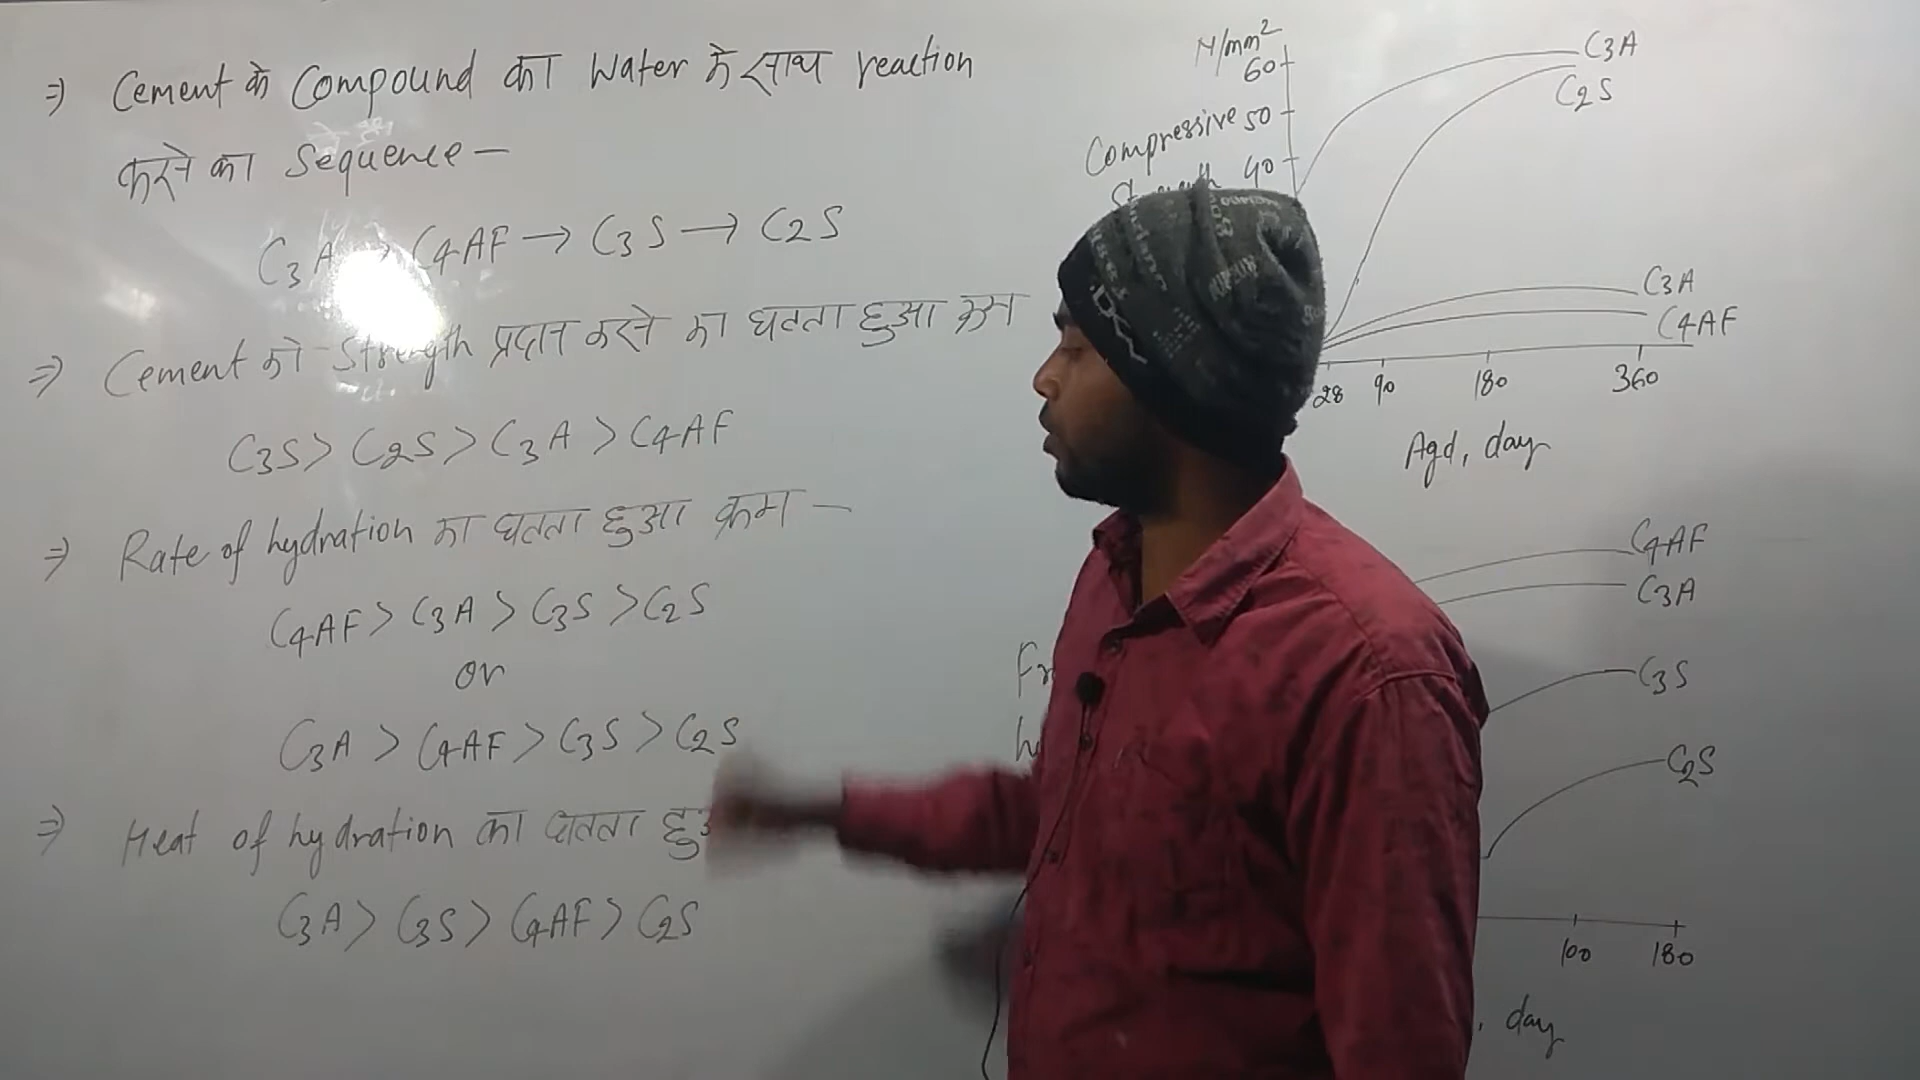 ⇒ Cement के Compound का Water के साथ reaction
करने का Sequence —
C3A → C4AF → C3S → C2S
⇒ Cement को Strength प्रदान करने का घटता हुआ क्रम
C3S > C2S > C3A > C4AF
⇒ Rate of hydration का घटता हुआ क्रम —
C4AF > C3A > C3S > C2S
or
C3A > C4AF > C3S > C2S
⇒ Heat of hydration का घटता
C3A > C3S > C4AF > C2S
N/mm²
60
50
40
Compressive
Strength
C3A
C2S
C3A
C4AF
28 90 180 360
Agd, day
C4AF
C3A
C3S
C2S
100 180
, day